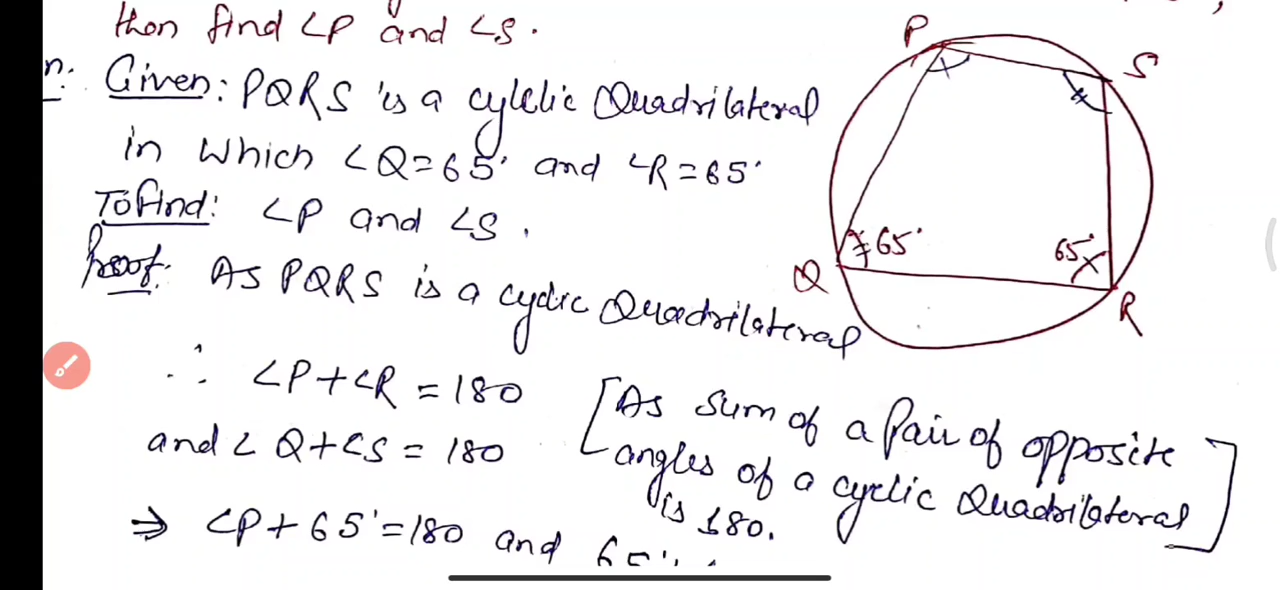 then find ∠P and ∠S.
n:
Given: PQRS is a cyclic Quadrilateral
in which ∠Q=65° and ∠R=65°
To find: ∠P and ∠S.
Proof: As PQRS is a cyclic Quadrilateral
∴ ∠P+∠R = 180
and ∠Q+∠S = 180
[As sum of a pair of opposite
angles of a cyclic Quadrilateral
is 180.]
⇒ ∠P + 65° = 180 and 65°
P
S
Q
R
65°
65°